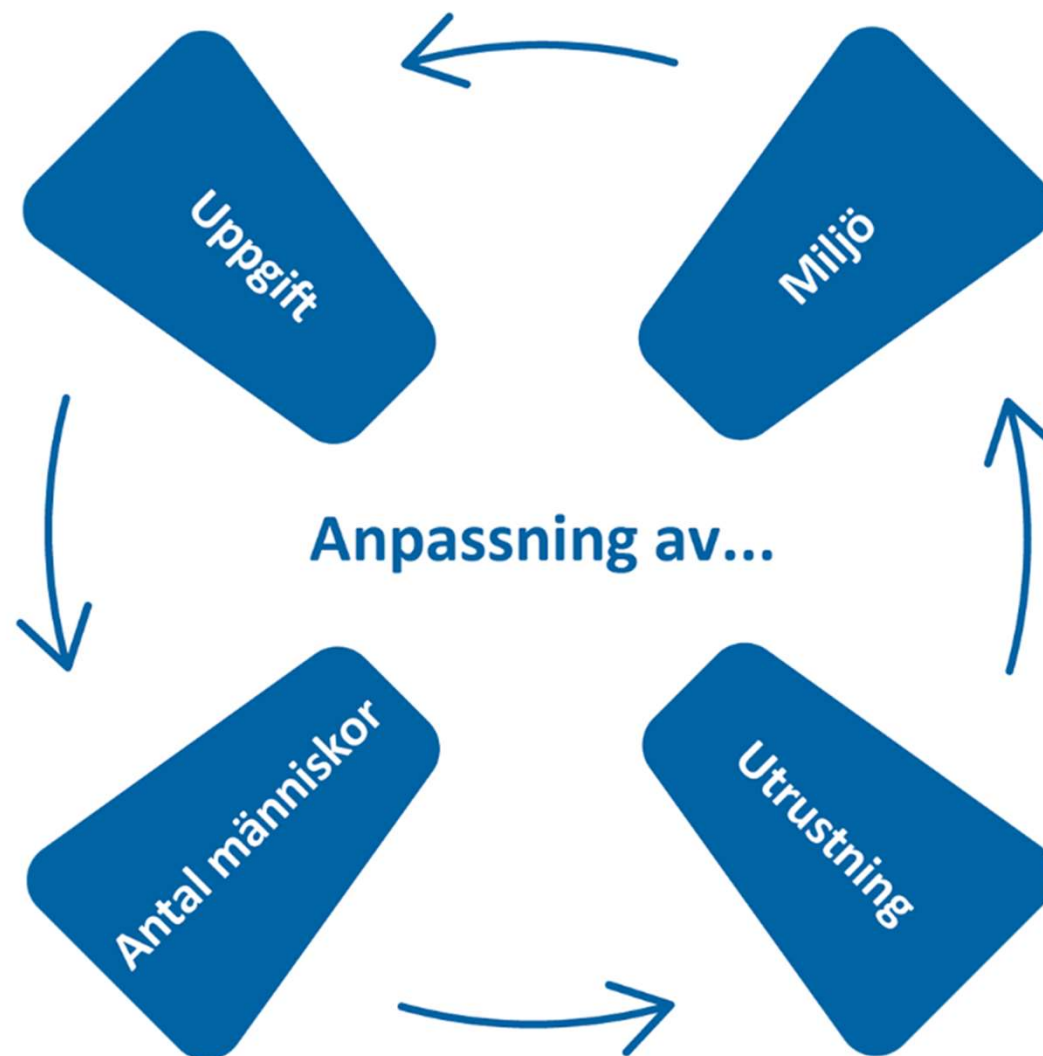 Uppgift
Miljö
Anpassning av...
Antal människor
Utrustning